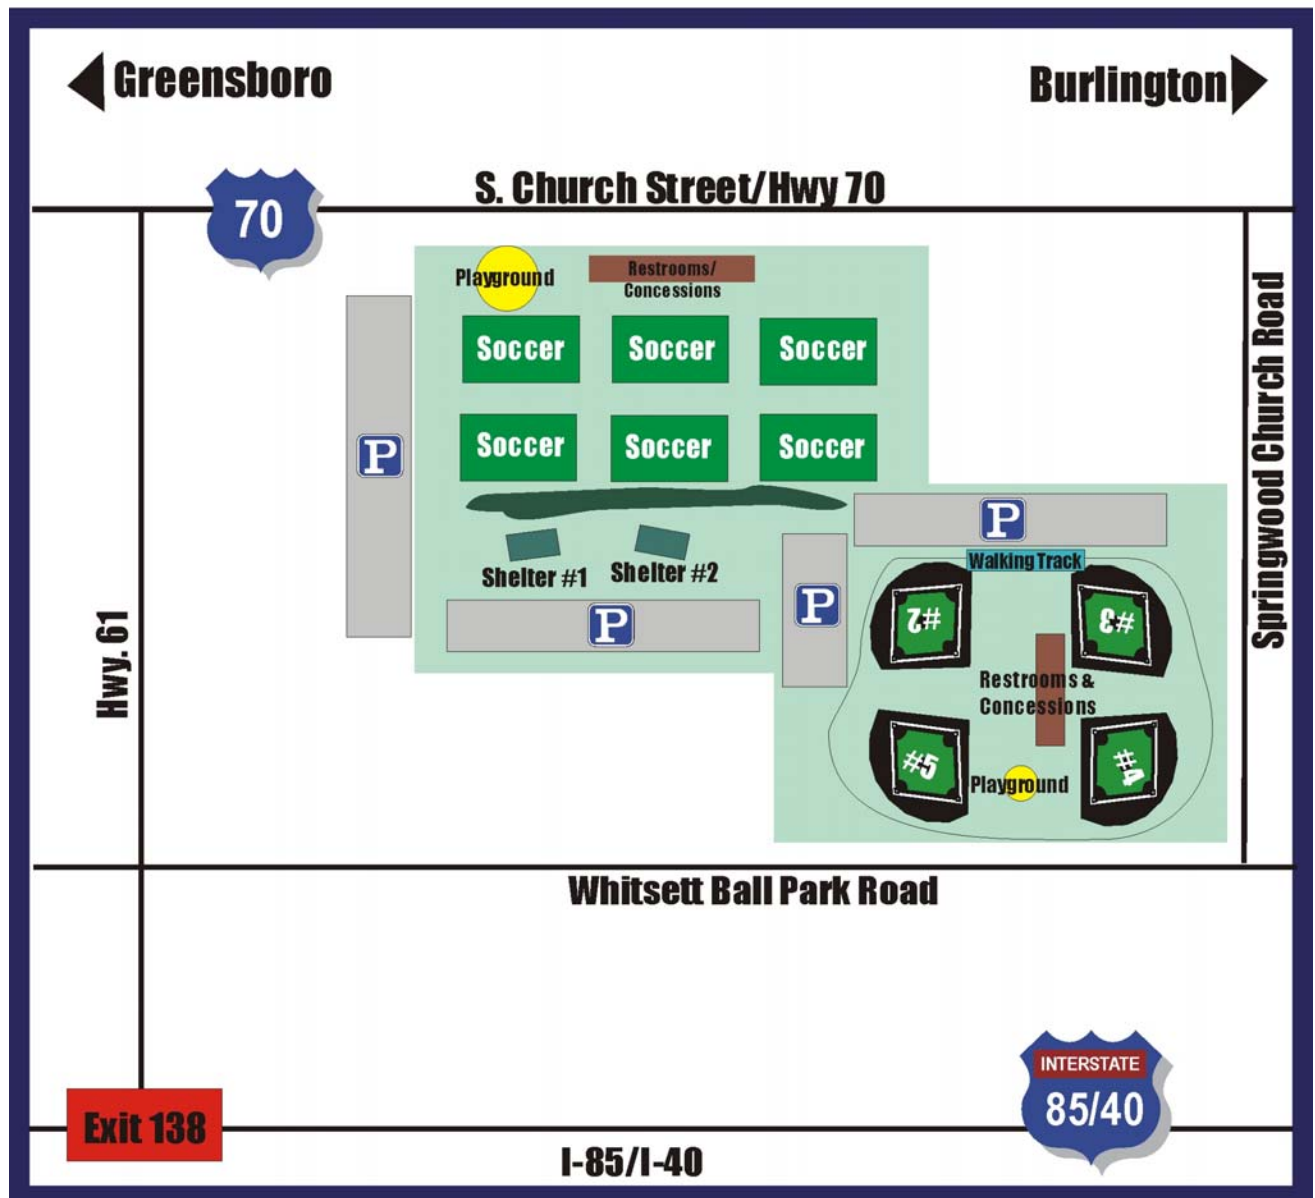 Greensboro
Burlington
S. Church Street/Hwy 70
70
Playground
Restrooms/
Concessions
Soccer
Soccer
Soccer
Soccer
Soccer
Soccer
P
P
P
P
Shelter #1
Shelter #2
Walking Track
#2
#3
Restrooms &
Concessions
#5
#4
Playground
Springwood Church Road
Hwy. 61
Whitsett Ball Park Road
INTERSTATE
85/40
Exit 138
I-85/I-40